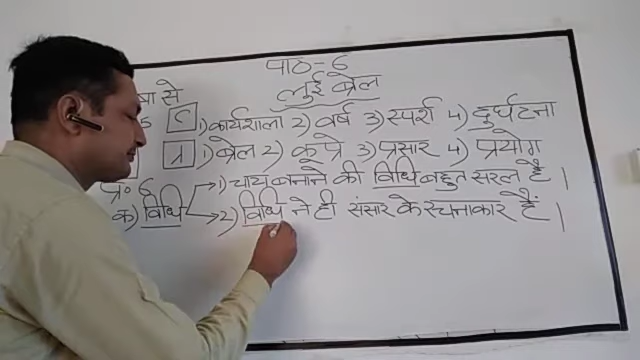 पाठ-6
लुई ब्रेल
से
5 C 1) कार्यशाला 2) वर्ष 3) स्पर्श 4) दुर्घटना
1) ब्रेल 2) कूप्रे 3) प्रसार 4) प्रयोग
प्र० 6 1) चाय बनाने की विधि बहुत सरल है।
क) विधि 2) विधि ने ही संसार के रचनाकार हैं।